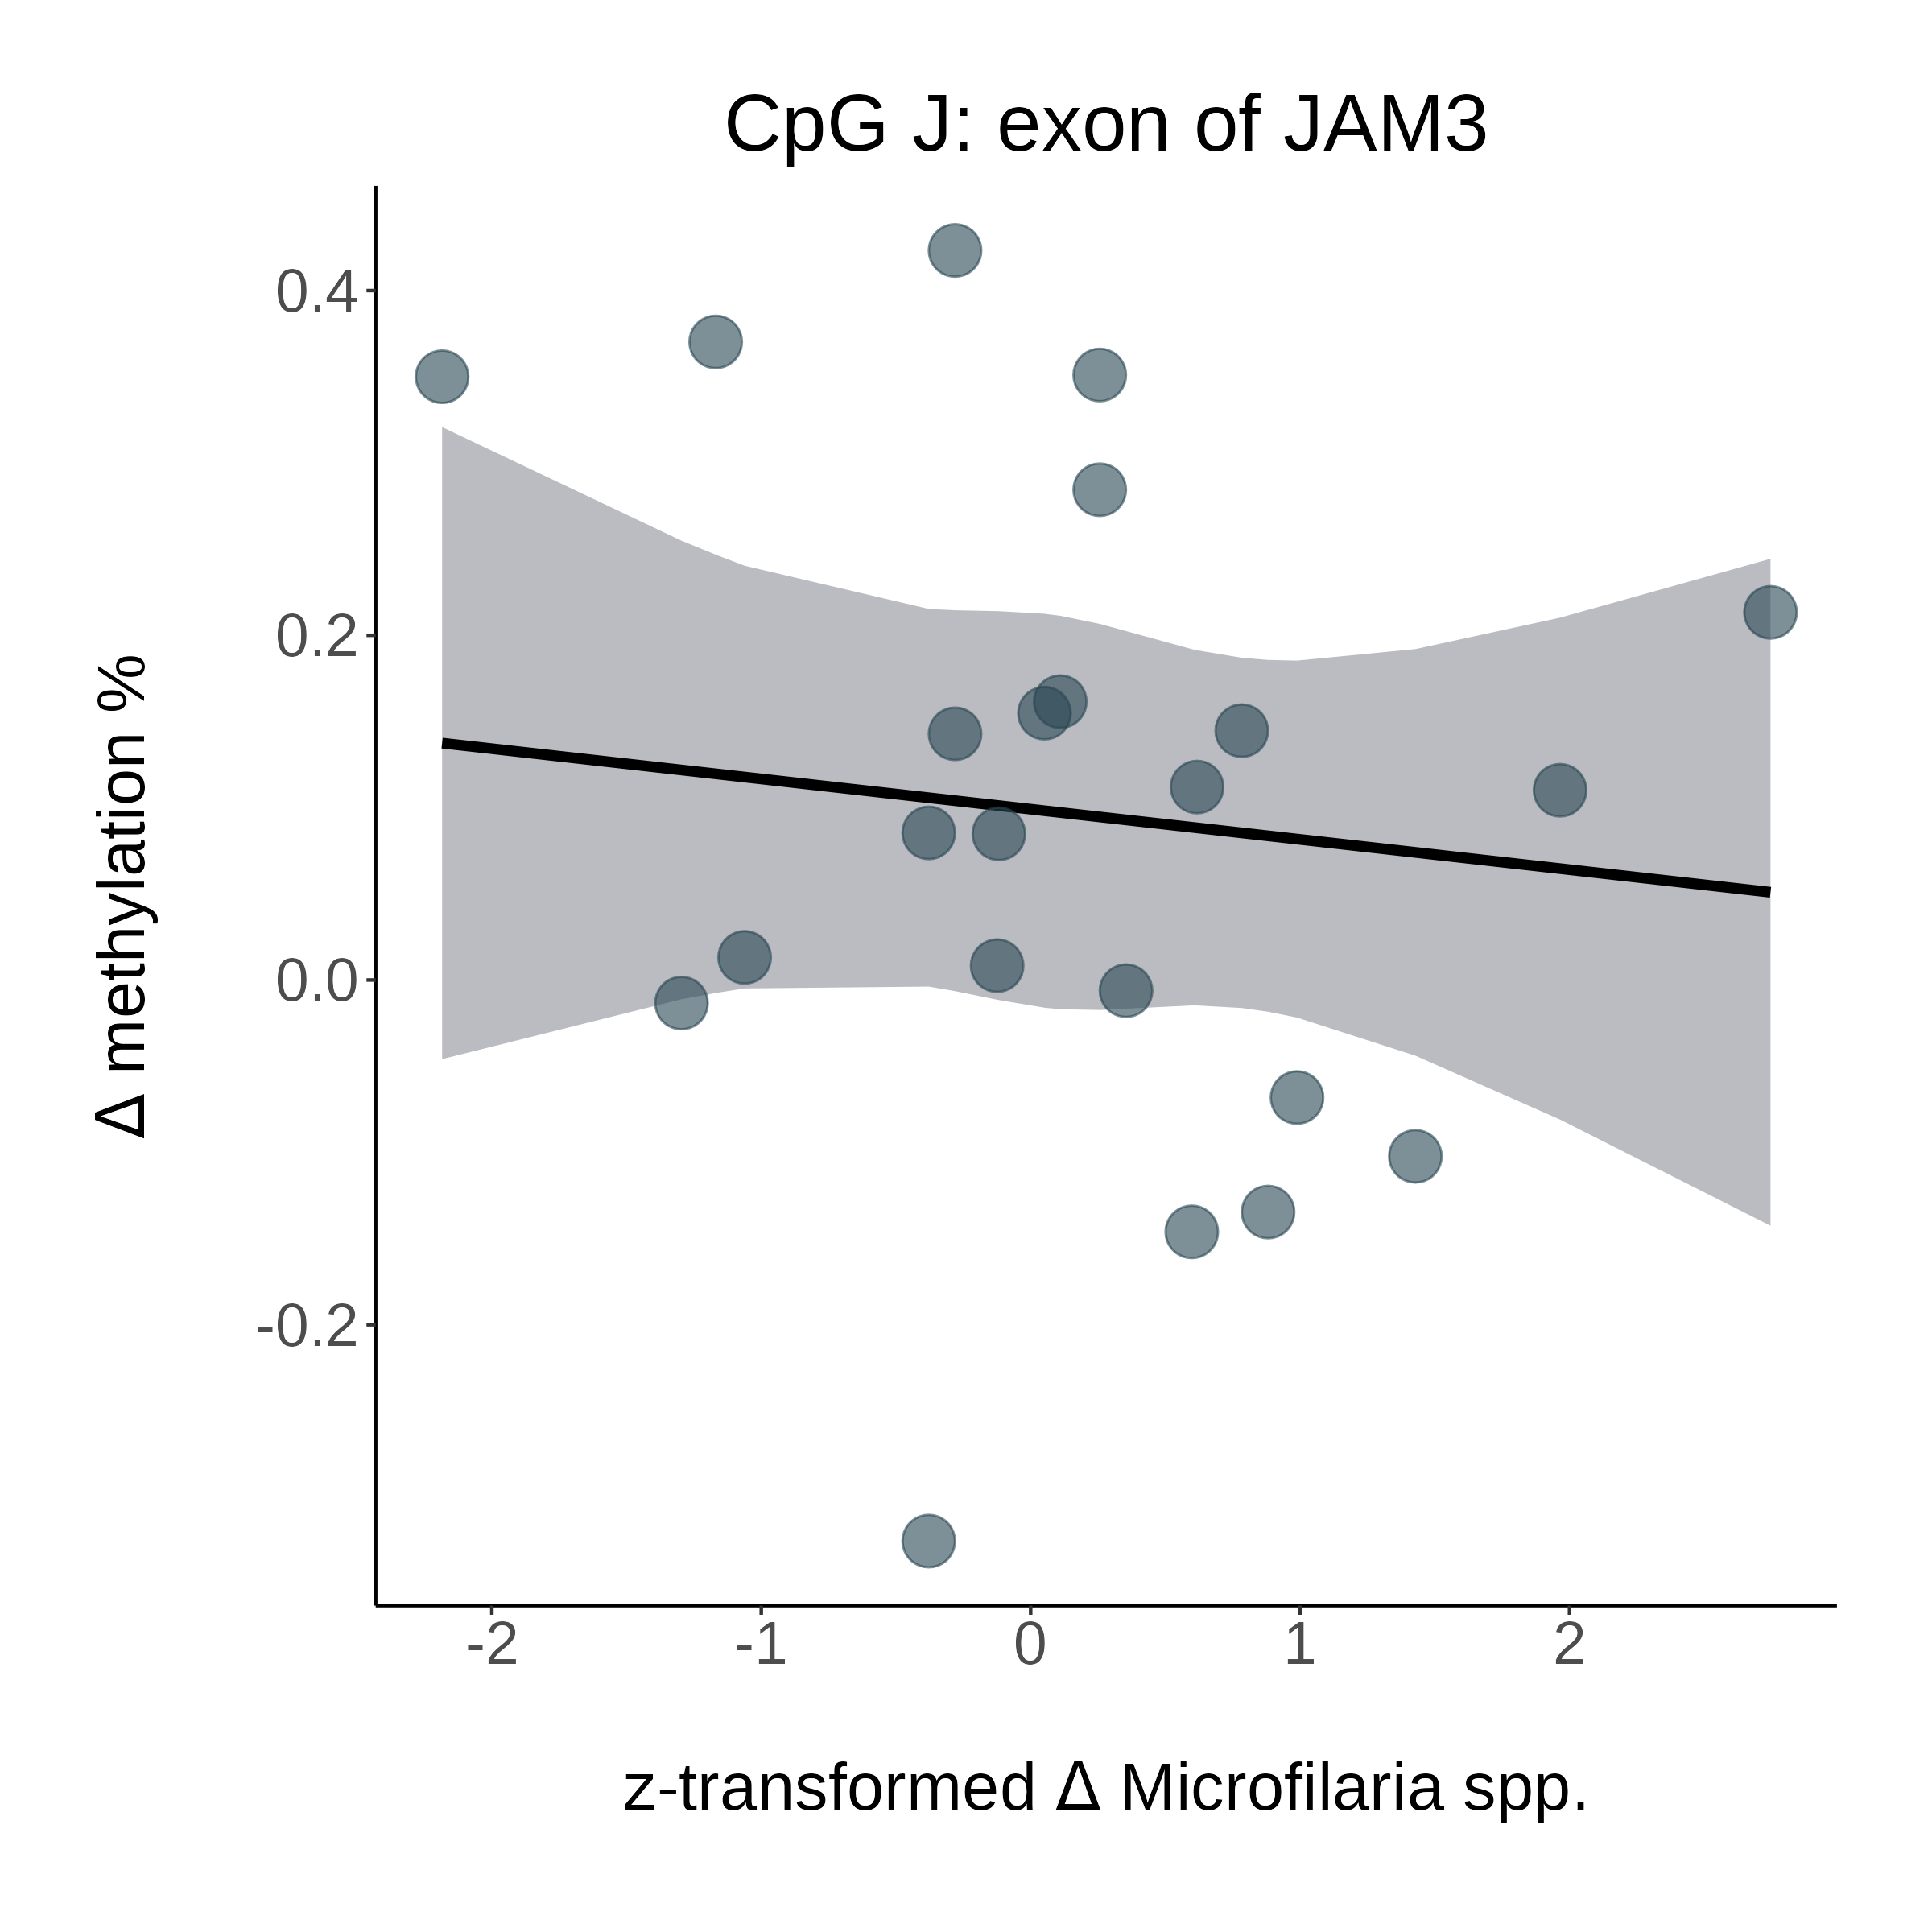 CpG J: exon of JAM3
0.4
0.2
0.0
-0.2
Δ methylation %
-2 -1 0 1 2
z-transformed Δ Microfilaria spp.